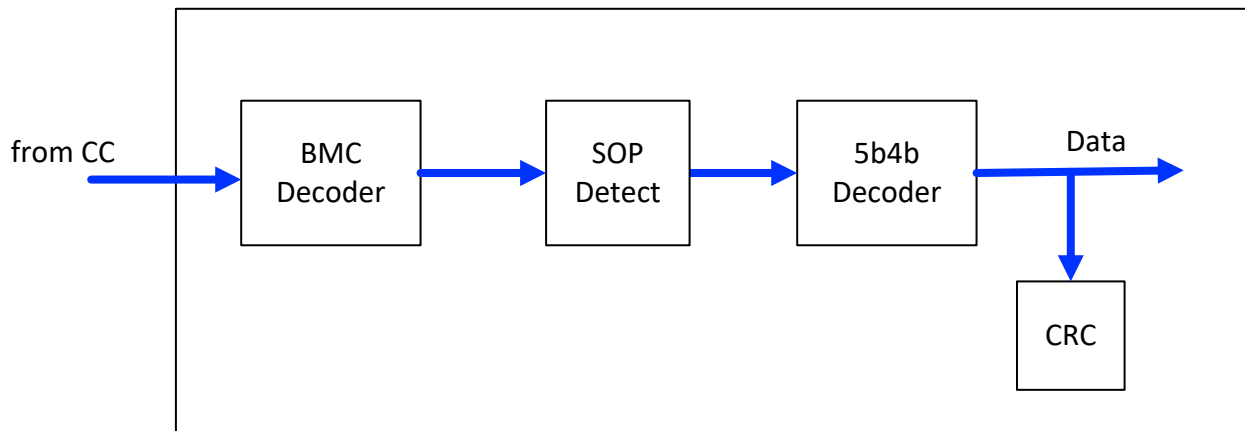 from CC
BMC
Decoder
SOP
Detect
5b4b
Decoder
Data
CRC